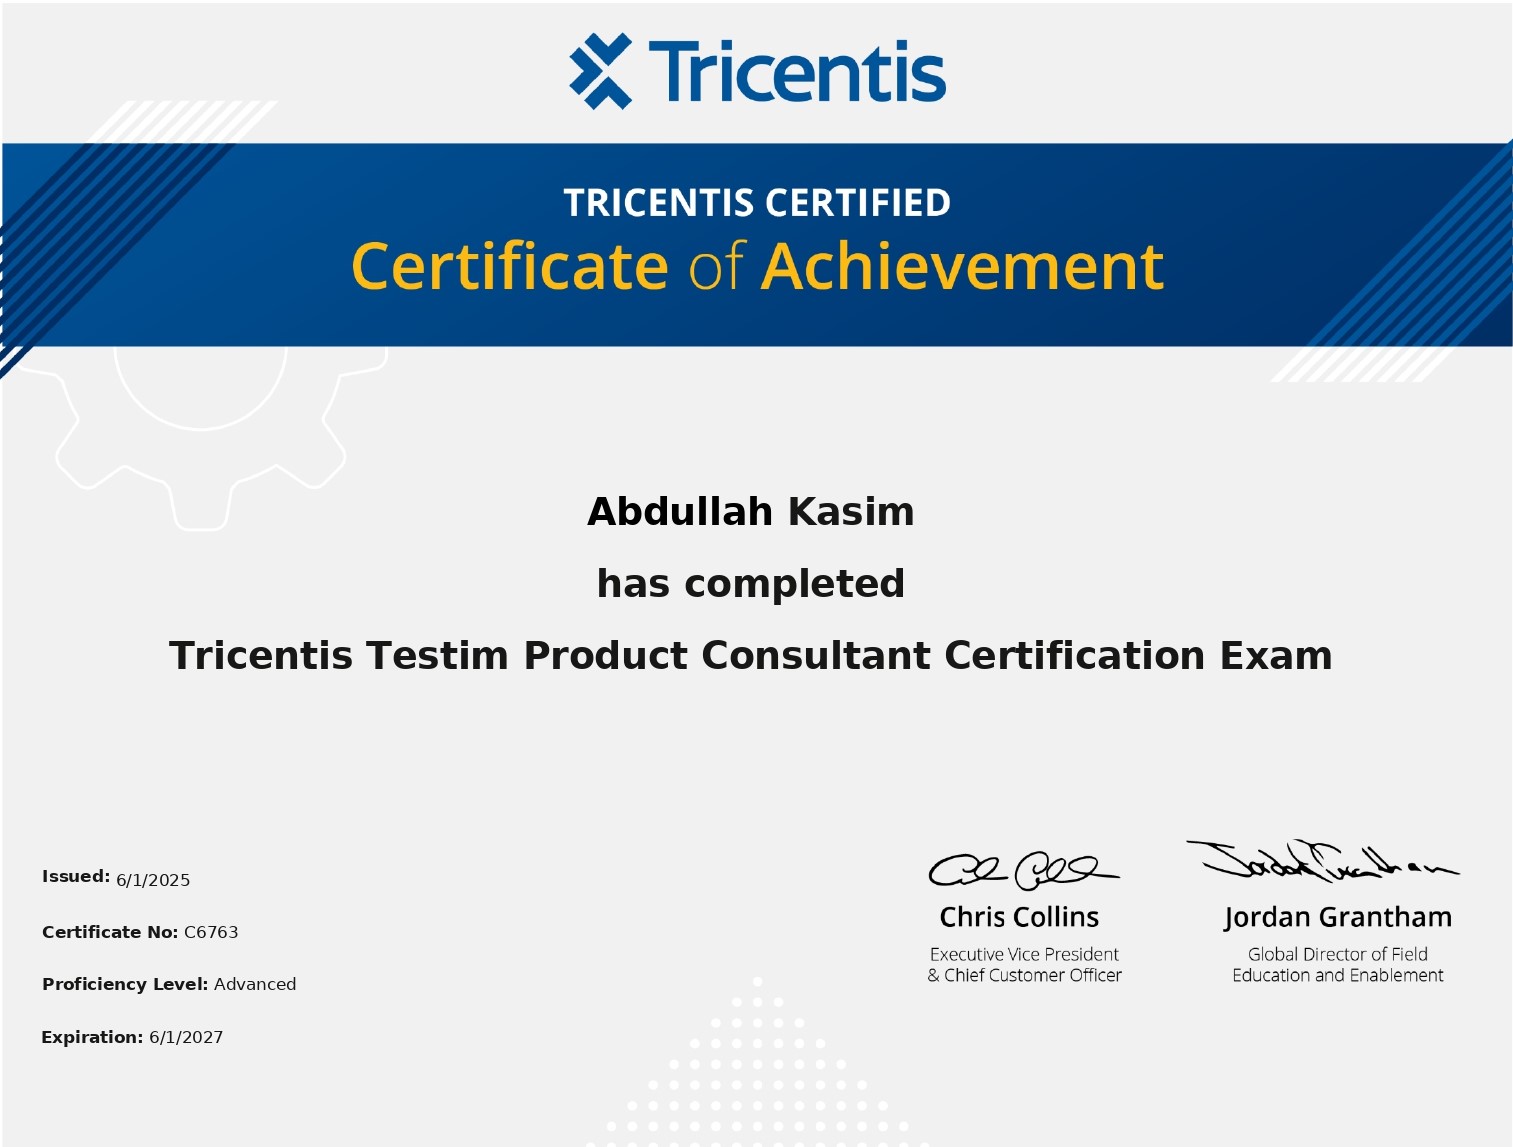 Tricentis
TRICENTIS CERTIFIED
Certificate of Achievement
Abdullah Kasim
has completed
Tricentis Testim Product Consultant Certification Exam
Issued: 6/1/2025
Certificate No: C6763
Proficiency Level: Advanced
Expiration: 6/1/2027
Chris Collins
Executive Vice President
& Chief Customer Officer
Jordan Grantham
Global Director of Field
Education and Enablement